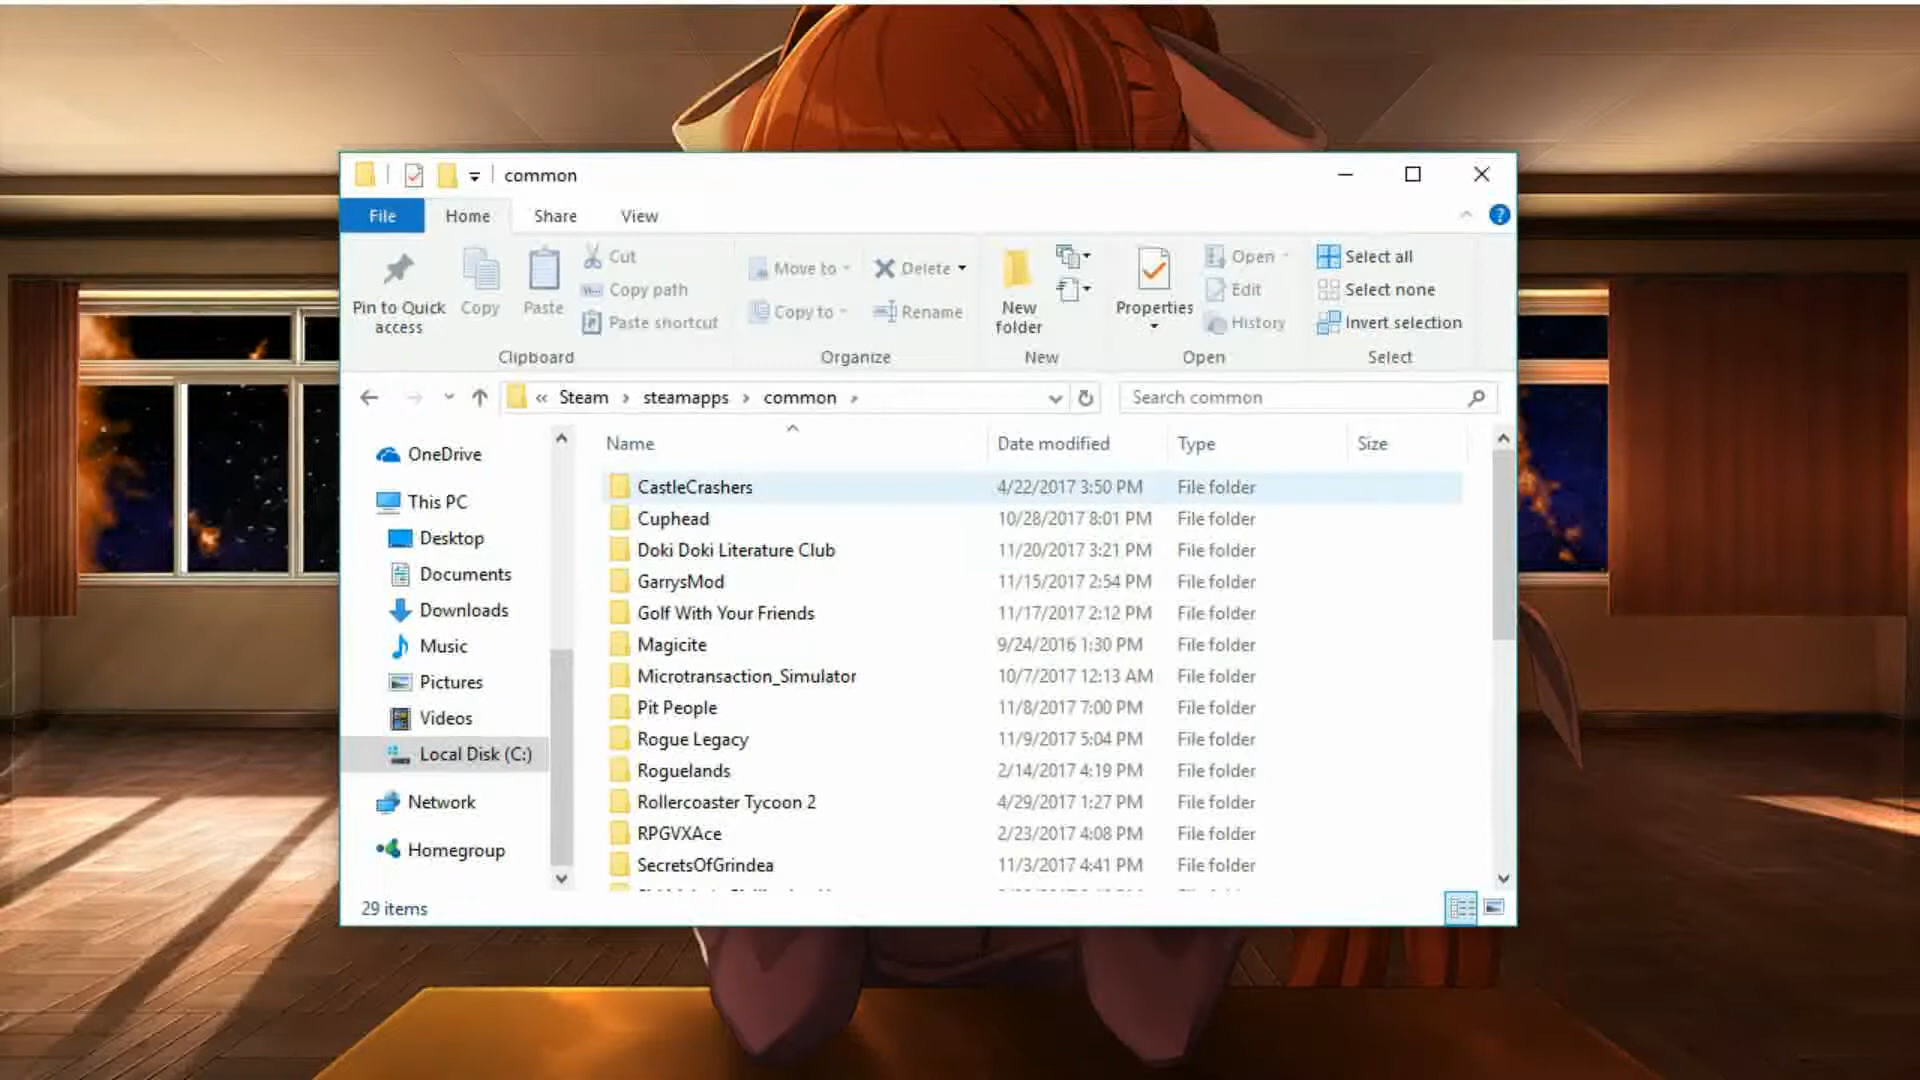 common
File Home Share View
Pin to Quick access
Copy
Paste
Cut
Copy path
Paste shortcut
Clipboard
Move to
Copy to
Delete
Rename
Organize
New folder
New
Properties
Open
Edit
History
Open
Select all
Select none
Invert selection
Select
« Steam › steamapps › common ›
Search common
OneDrive
This PC
Desktop
Documents
Downloads
Music
Pictures
Videos
Local Disk (C:)
Network
Homegroup
Name Date modified Type Size
CastleCrashers 4/22/2017 3:50 PM File folder
Cuphead 10/28/2017 8:01 PM File folder
Doki Doki Literature Club 11/20/2017 3:21 PM File folder
GarrysMod 11/15/2017 2:54 PM File folder
Golf With Your Friends 11/17/2017 2:12 PM File folder
Magicite 9/24/2016 1:30 PM File folder
Microtransaction_Simulator 10/7/2017 12:13 AM File folder
Pit People 11/8/2017 7:00 PM File folder
Rogue Legacy 11/9/2017 5:04 PM File folder
Roguelands 2/14/2017 4:19 PM File folder
Rollercoaster Tycoon 2 4/29/2017 1:27 PM File folder
RPGVXAce 2/23/2017 4:08 PM File folder
SecretsOfGrindea 11/3/2017 4:41 PM File folder
29 items